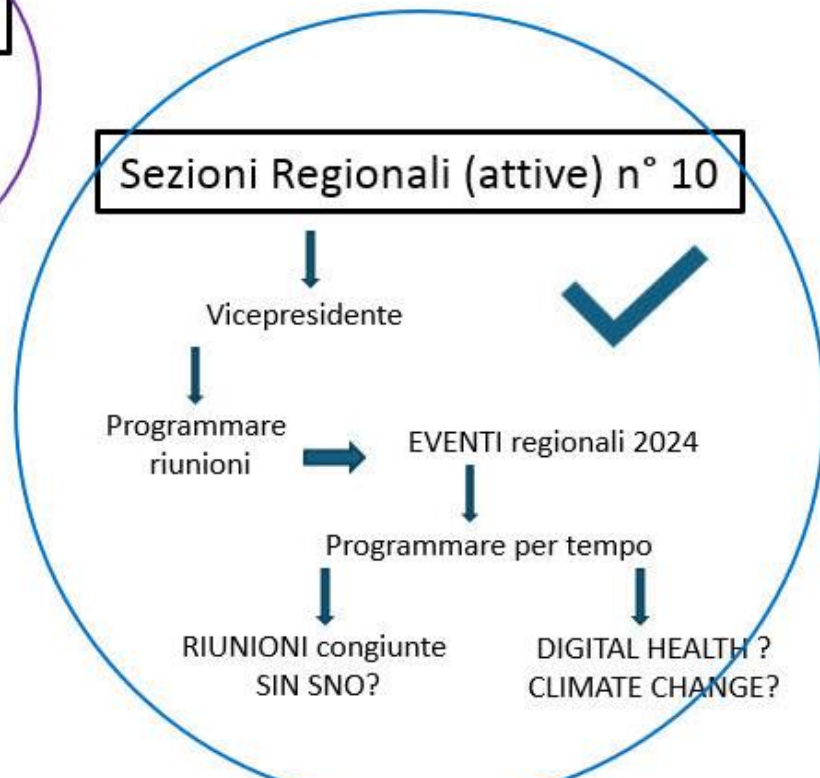 Sezioni Regionali (attive) n° 10
Vicepresidente
Programmare
riunioni
EVENTI regionali 2024
Programmare per tempo
RIUNIONI congiunte
SIN SNO?
DIGITAL HEALTH ?
CLIMATE CHANGE?